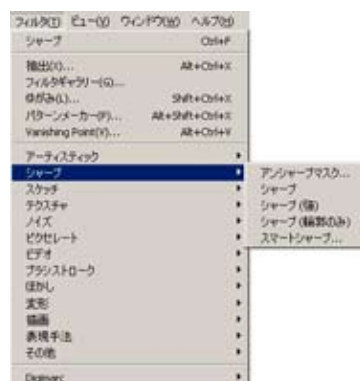 フィルタ(T) ビュー(V) ウィンドウ(W) ヘルプ(H)
シャープ Ctrl+F
抽出(X)... Alt+Ctrl+X
フィルタギャラリー(G)...
ゆがみ(L)... Shift+Ctrl+X
パターンメーカー(P)... Alt+Shift+Ctrl+X
Vanishing Point(V)... Alt+Ctrl+V
アーティスティック
シャープ
スケッチ
テクスチャ
ノイズ
ピクセレート
ビデオ
ブラシストローク
ぼかし
変形
描画
表現手法
その他
Digimarc
アンシャープマスク...
シャープ
シャープ (強)
シャープ (輪郭のみ)
スマートシャープ...